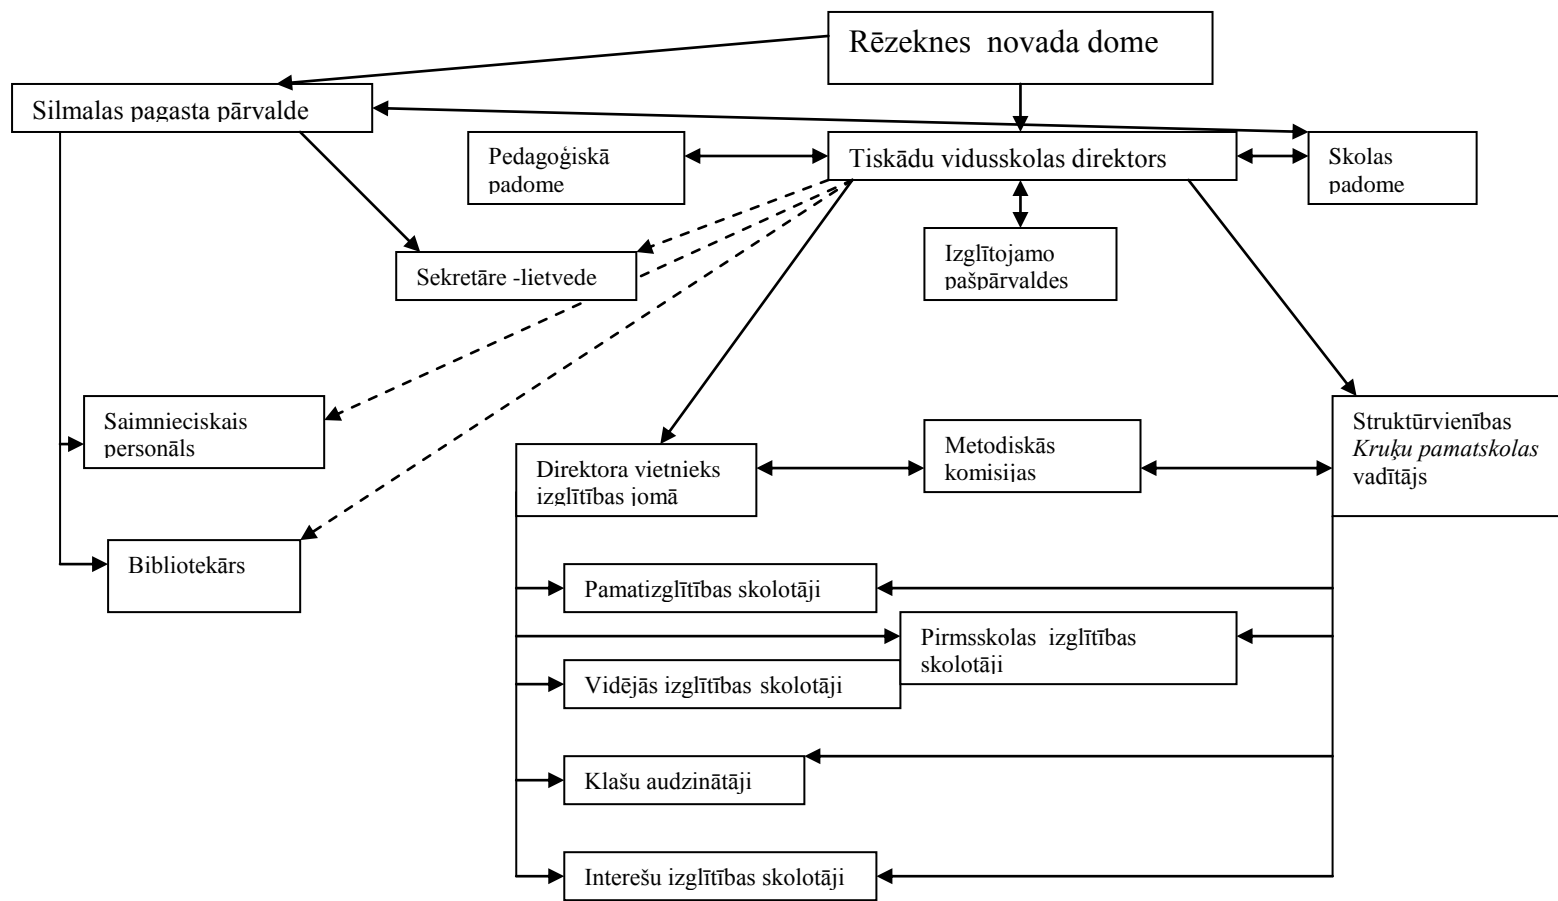 Rēzeknes novada dome
Silmalas pagasta pārvalde
Pedagoģiskā
padome
Tiskādu vidusskolas direktors
Skolas
padome
Sekretāre -lietvede
Izglītojamo
pašpārvaldes
Saimnieciskais
personāls
Direktora vietnieks
izglītības jomā
Metodiskās
komisijas
Struktūrvienības
Kruķu pamatskolas
vadītājs
Bibliotekārs
Pamatizglītības skolotāji
Pirmsskolas izglītības
skolotāji
Vidējās izglītības skolotāji
Klašu audzinātāji
Interešu izglītības skolotāji